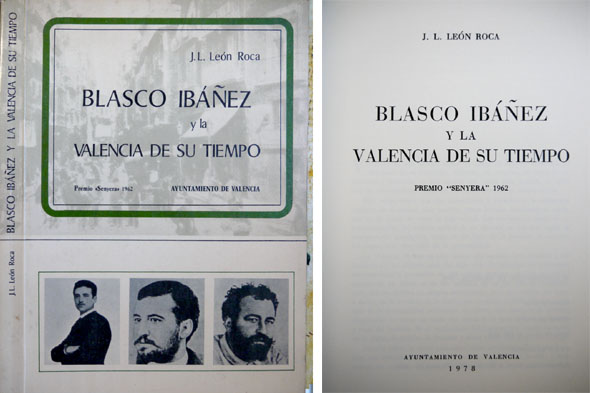 J. L. León Roca
BLASCO IBÁÑEZ Y LA VALENCIA DE SU TIEMPO
J.L. León Roca
BLASCO IBÁÑEZ
y la
VALENCIA DE SU TIEMPO
Premio «Senyera» 1962 AYUNTAMIENTO DE VALENCIA
J. L. LEÓN ROCA
BLASCO IBÁÑEZ
Y LA
VALENCIA DE SU TIEMPO
PREMIO "SENYERA" 1962
AYUNTAMIENTO DE VALENCIA
1978